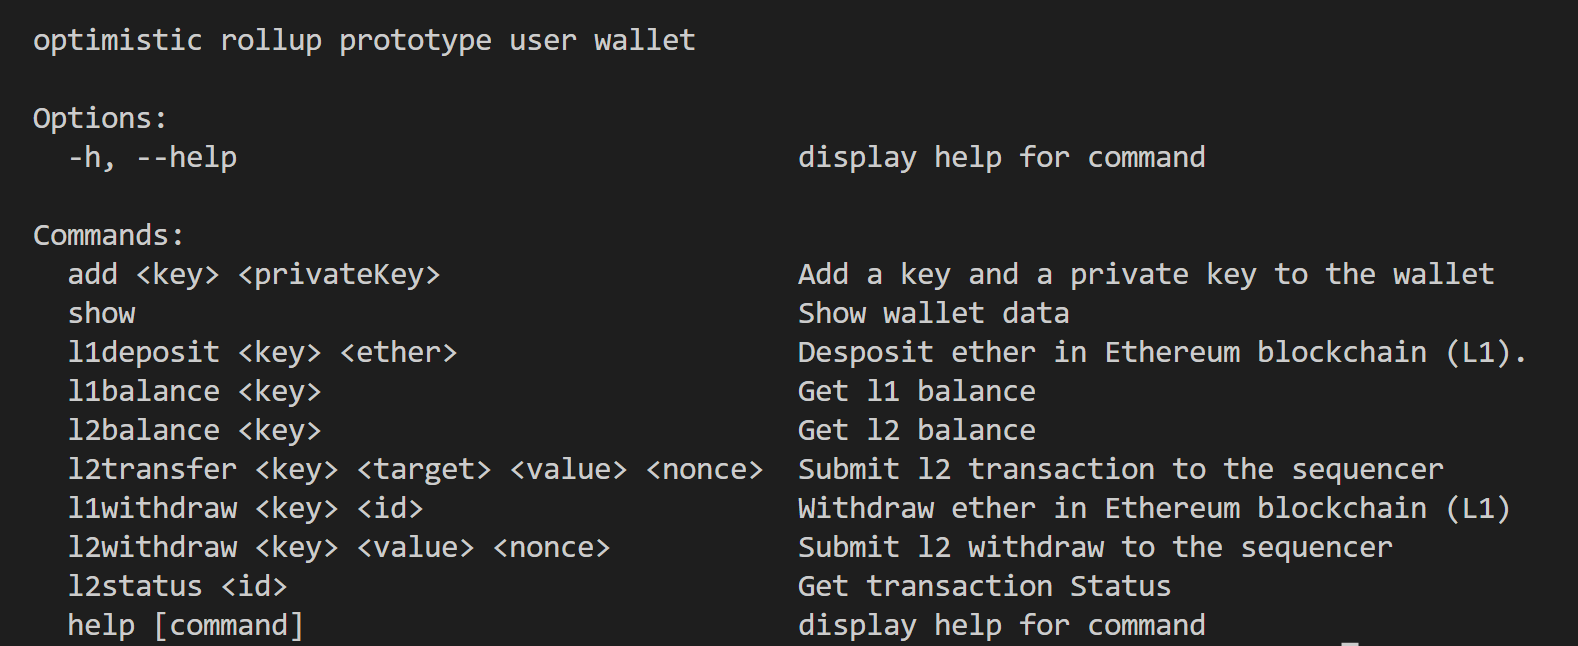 optimistic rollup prototype user wallet
Options:
-h, --help display help for command
Commands:
add <key> <privateKey> Add a key and a private key to the wallet
show Show wallet data
l1deposit <key> <ether> Desposit ether in Ethereum blockchain (L1).
l1balance <key> Get l1 balance
l2balance <key> Get l2 balance
l2transfer <key> <target> <value> <nonce> Submit l2 transaction to the sequencer
l1withdraw <key> <id> Withdraw ether in Ethereum blockchain (L1)
l2withdraw <key> <value> <nonce> Submit l2 withdraw to the sequencer
l2status <id> Get transaction Status
help [command] display help for command